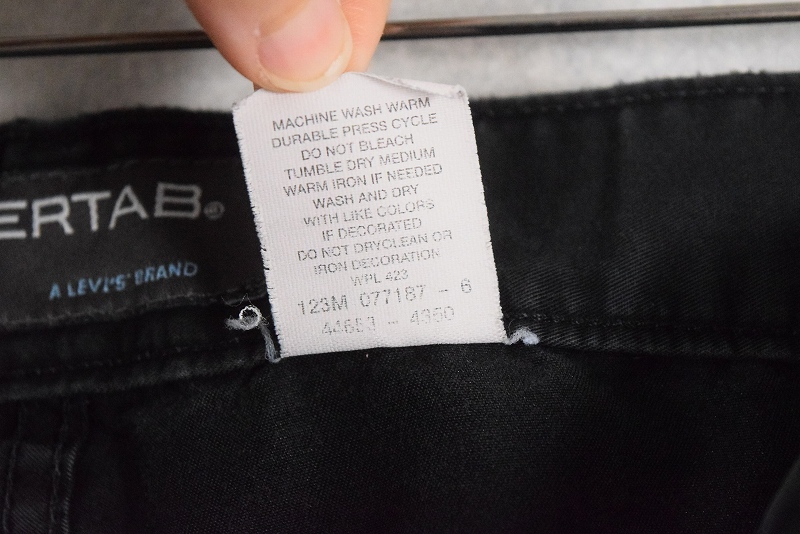 ERTAB®
A LEVI'S® BRAND
MACHINE WASH WARM
DURABLE PRESS CYCLE
DO NOT BLEACH
TUMBLE DRY MEDIUM
WARM IRON IF NEEDED
WASH AND DRY
WITH LIKE COLORS
IF DECORATED
DO NOT DRYCLEAN OR
IRON DECORATION
WPL 423
123M 077187 - 6